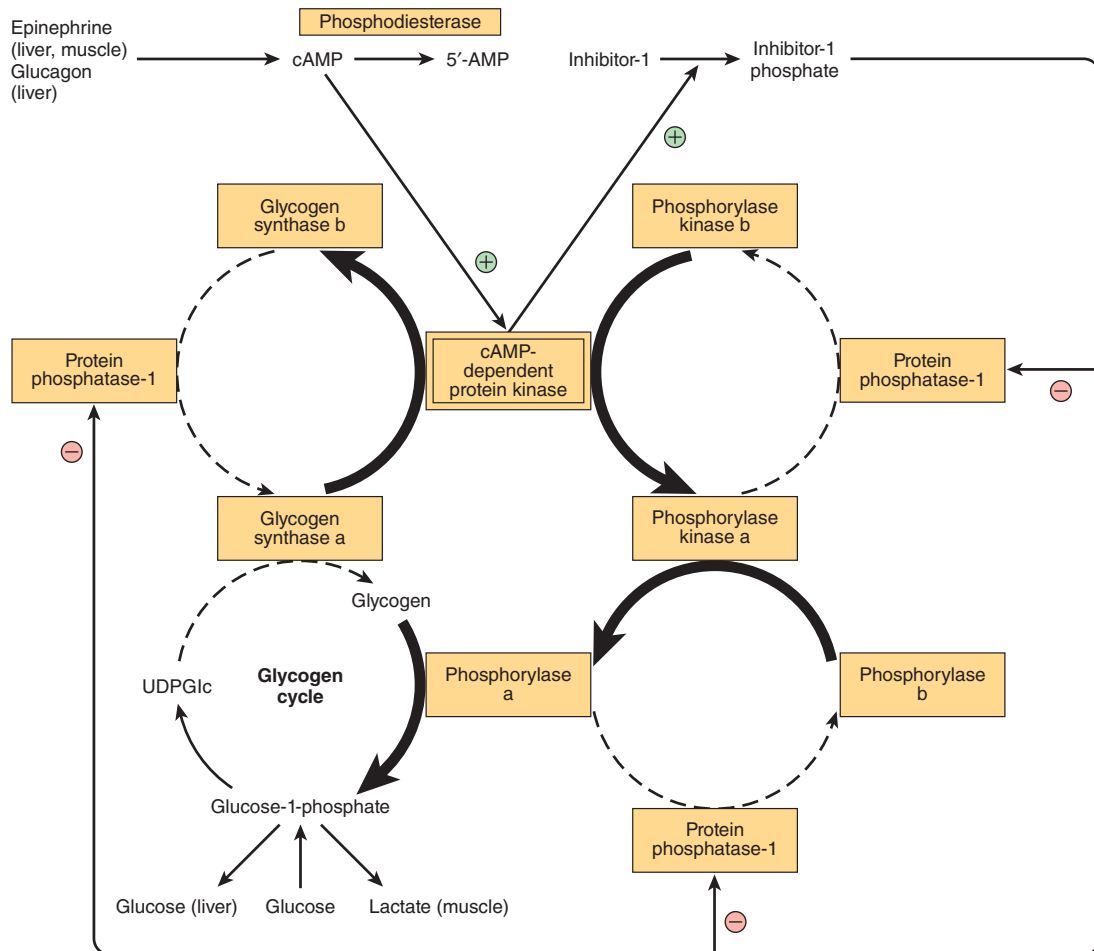 Phosphodiesterase
Epinephrine
(liver, muscle)
Glucagon
(liver)
cAMP
5′-AMP
Inhibitor-1
Inhibitor-1
phosphate
+
Glycogen
synthase b
Phosphorylase
kinase b
+
Protein
phosphatase-1
cAMP-
dependent
protein kinase
Protein
phosphatase-1
−
−
Glycogen
synthase a
Phosphorylase
kinase a
Glycogen
UDPGlc
Glycogen
cycle
Phosphorylase
a
Phosphorylase
b
Glucose-1-phosphate
Protein
phosphatase-1
Glucose (liver)
Glucose
Lactate (muscle)
−